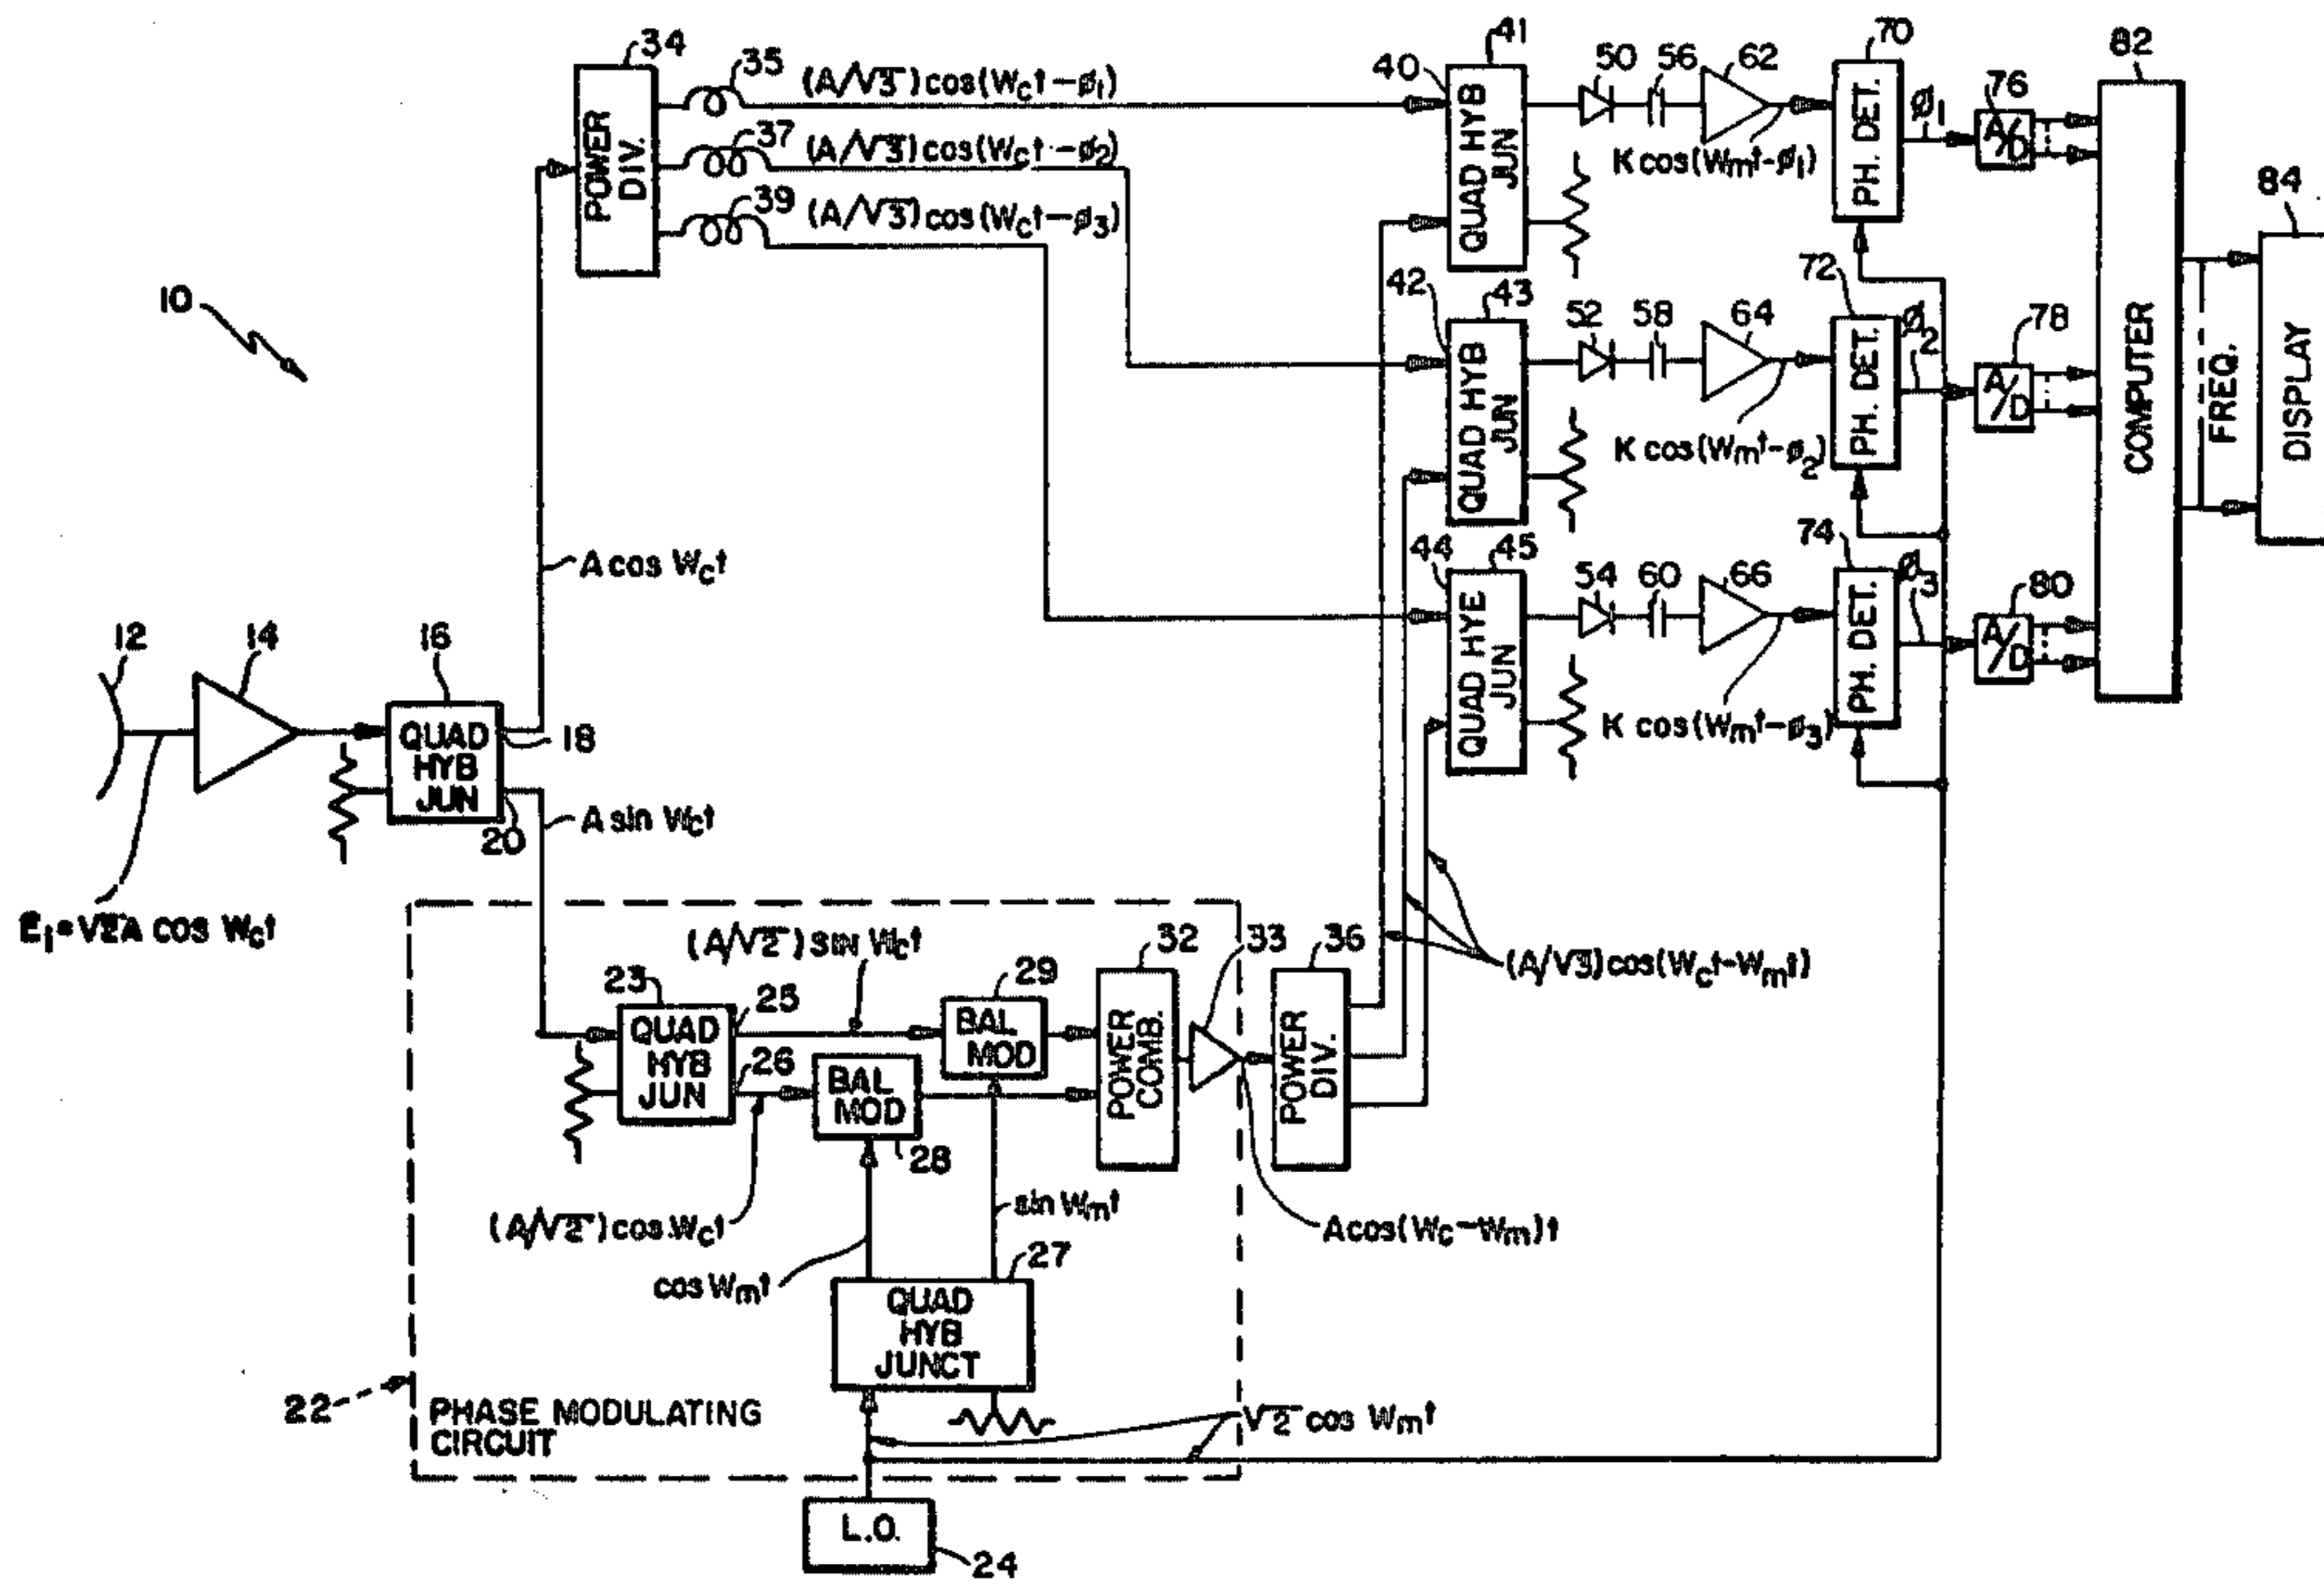 34
35
(A/√3)cos(Wct-ø1)
37
(A/√3)cos(Wct-ø2)
39
(A/√3)cos(Wct-ø3)
POWER
DIV.
10
40
41
QUAD HYB
JUN
50
56
62
K cos(Wmt-ø1)
70
PH. DET.
ø1
76
A/D
82
COMPUTER
84
FREQ.
DISPLAY
42
43
QUAD HYB
JUN
52
58
64
K cos(Wmt-ø2)
72
PH. DET.
ø2
78
A/D
44
45
QUAD HYE
JUN
54
60
66
K cos(Wmt-ø3)
74
PH. DET.
ø3
80
A/D
A cos Wct
12
14
16
QUAD
HYB
JUN
18
20
A sin Wct
Ei=√2A COS Wct
(A/√2)SIN Wct
23
QUAD
HYB
JUN
25
26
29
BAL
MOD
BAL
MOD
28
32
POWER
COMB.
33
36
POWER
DIV.
(A/√3)cos(Wct-Wmt)
(A/√2)cos Wct
cos Wmt
sin Wmt
Acos(Wc-Wm)t
27
QUAD
HYB
JUNCT
22
PHASE MODULATING
CIRCUIT
√2 cos Wmt
L.O.
24